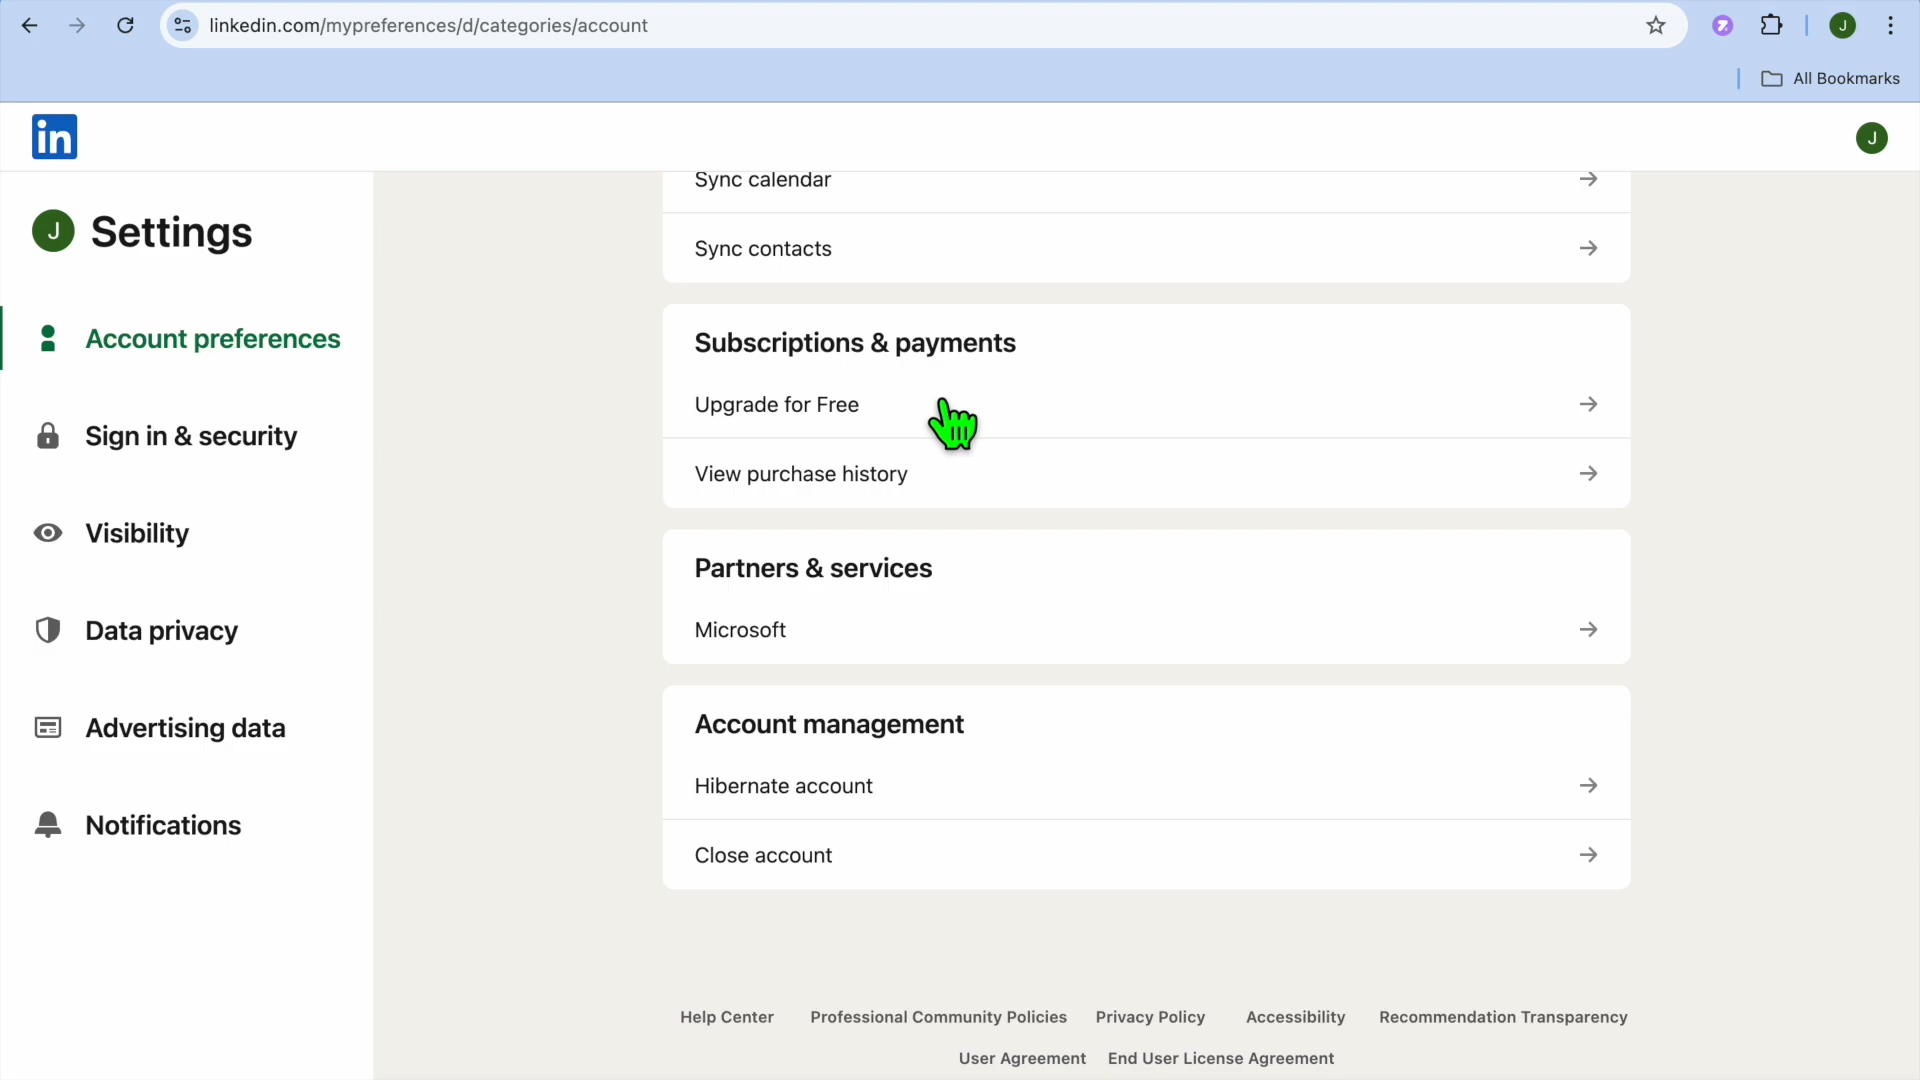 linkedin.com/mypreferences/d/categories/account
J
All Bookmarks
in
J
J Settings
Account preferences
Sign in & security
Visibility
Data privacy
Advertising data
Notifications
Sync calendar
Sync contacts
Subscriptions & payments
Upgrade for Free
View purchase history
Partners & services
Microsoft
Account management
Hibernate account
Close account
Help Center Professional Community Policies Privacy Policy Accessibility Recommendation Transparency
User Agreement End User License Agreement